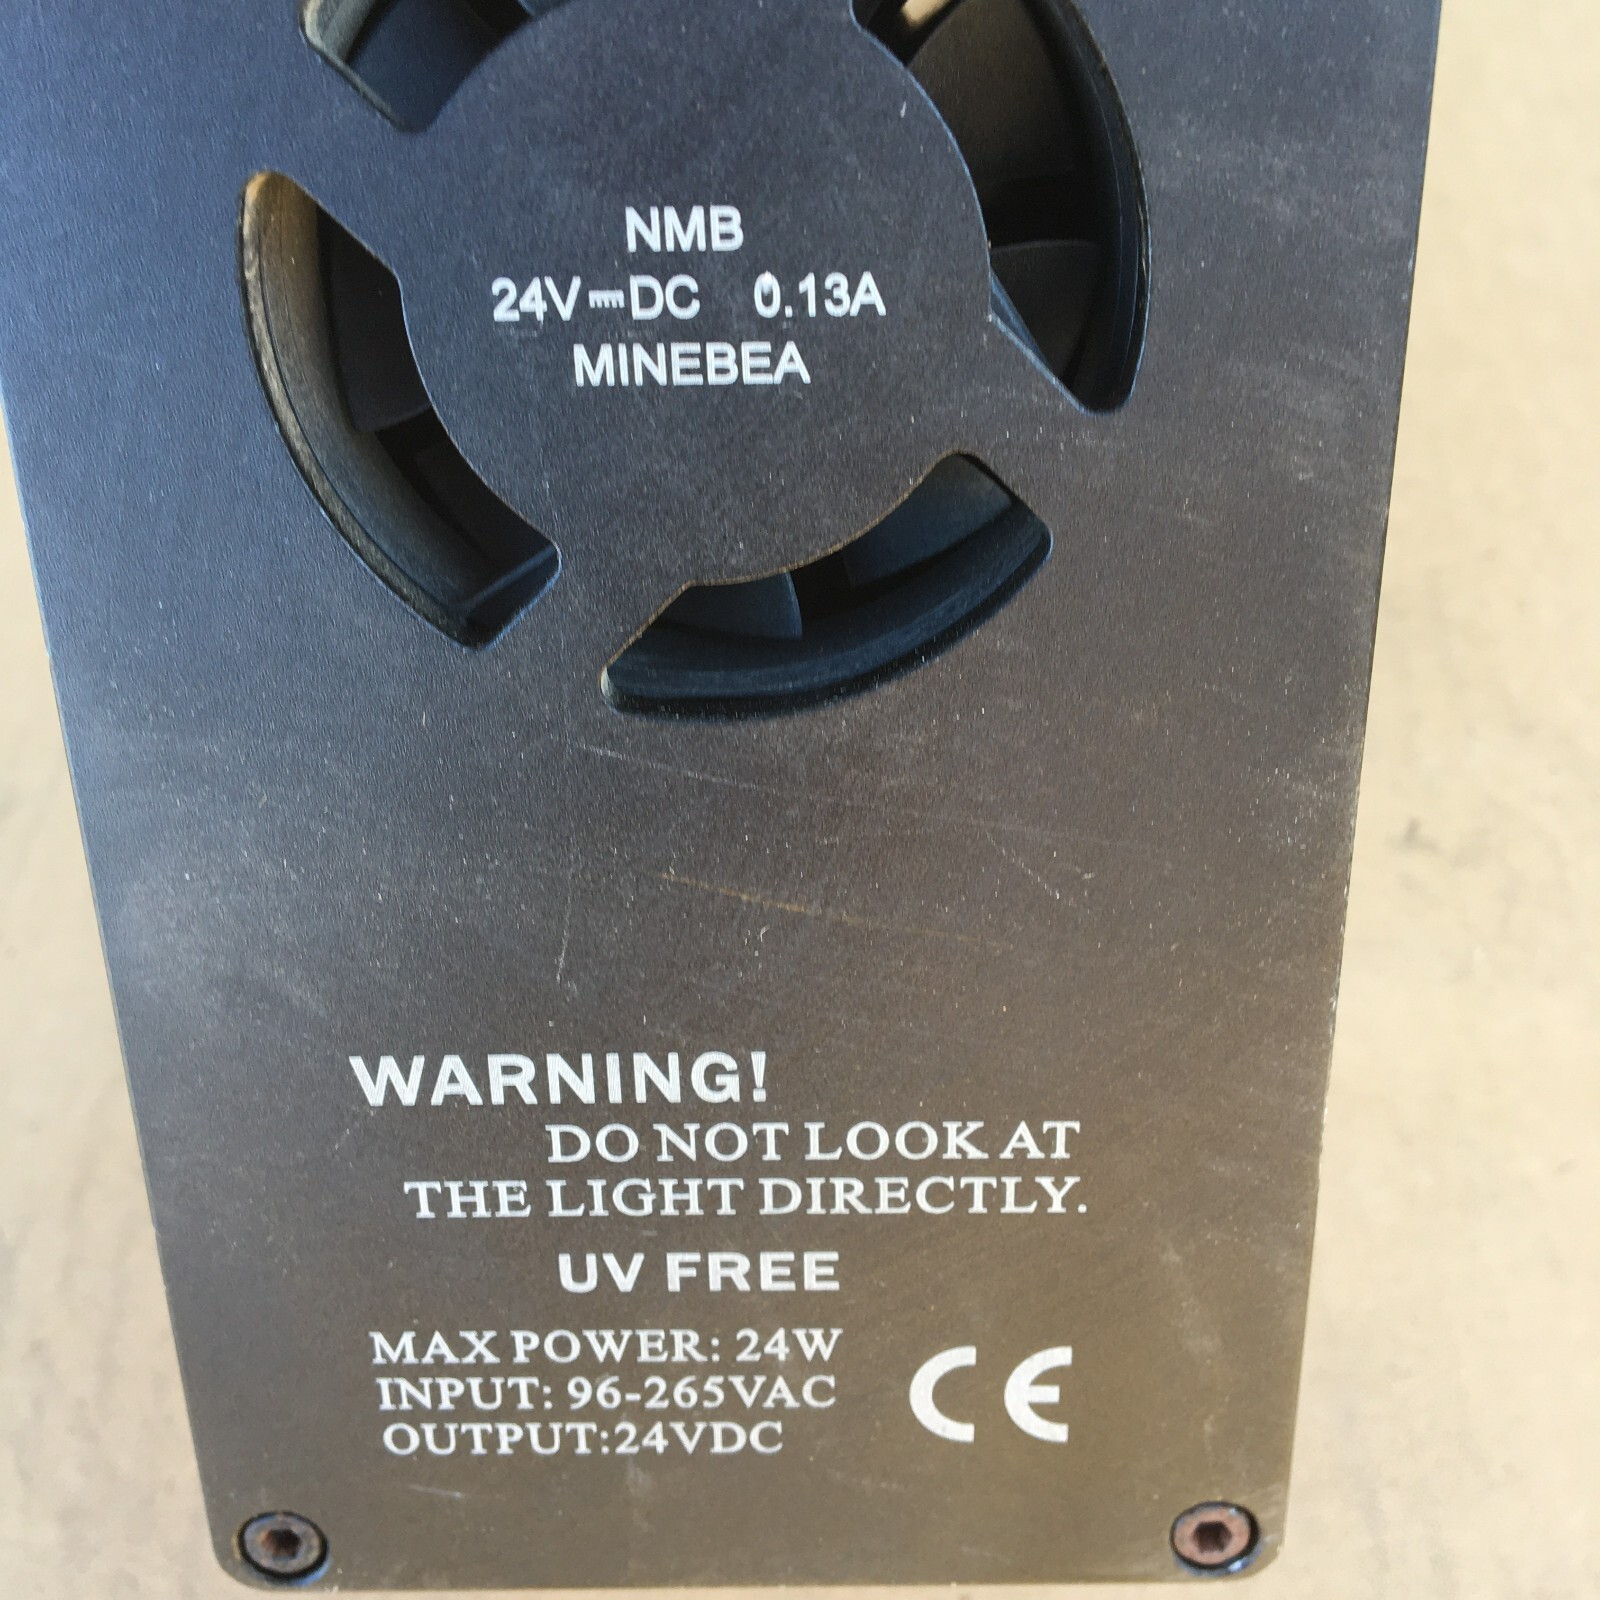 NMB
24V⎓DC 0.13A
MINEBEA
WARNING!
DO NOT LOOK AT
THE LIGHT DIRECTLY.
UV FREE
MAX POWER: 24W
INPUT: 96-265VAC
OUTPUT:24VDC
CE